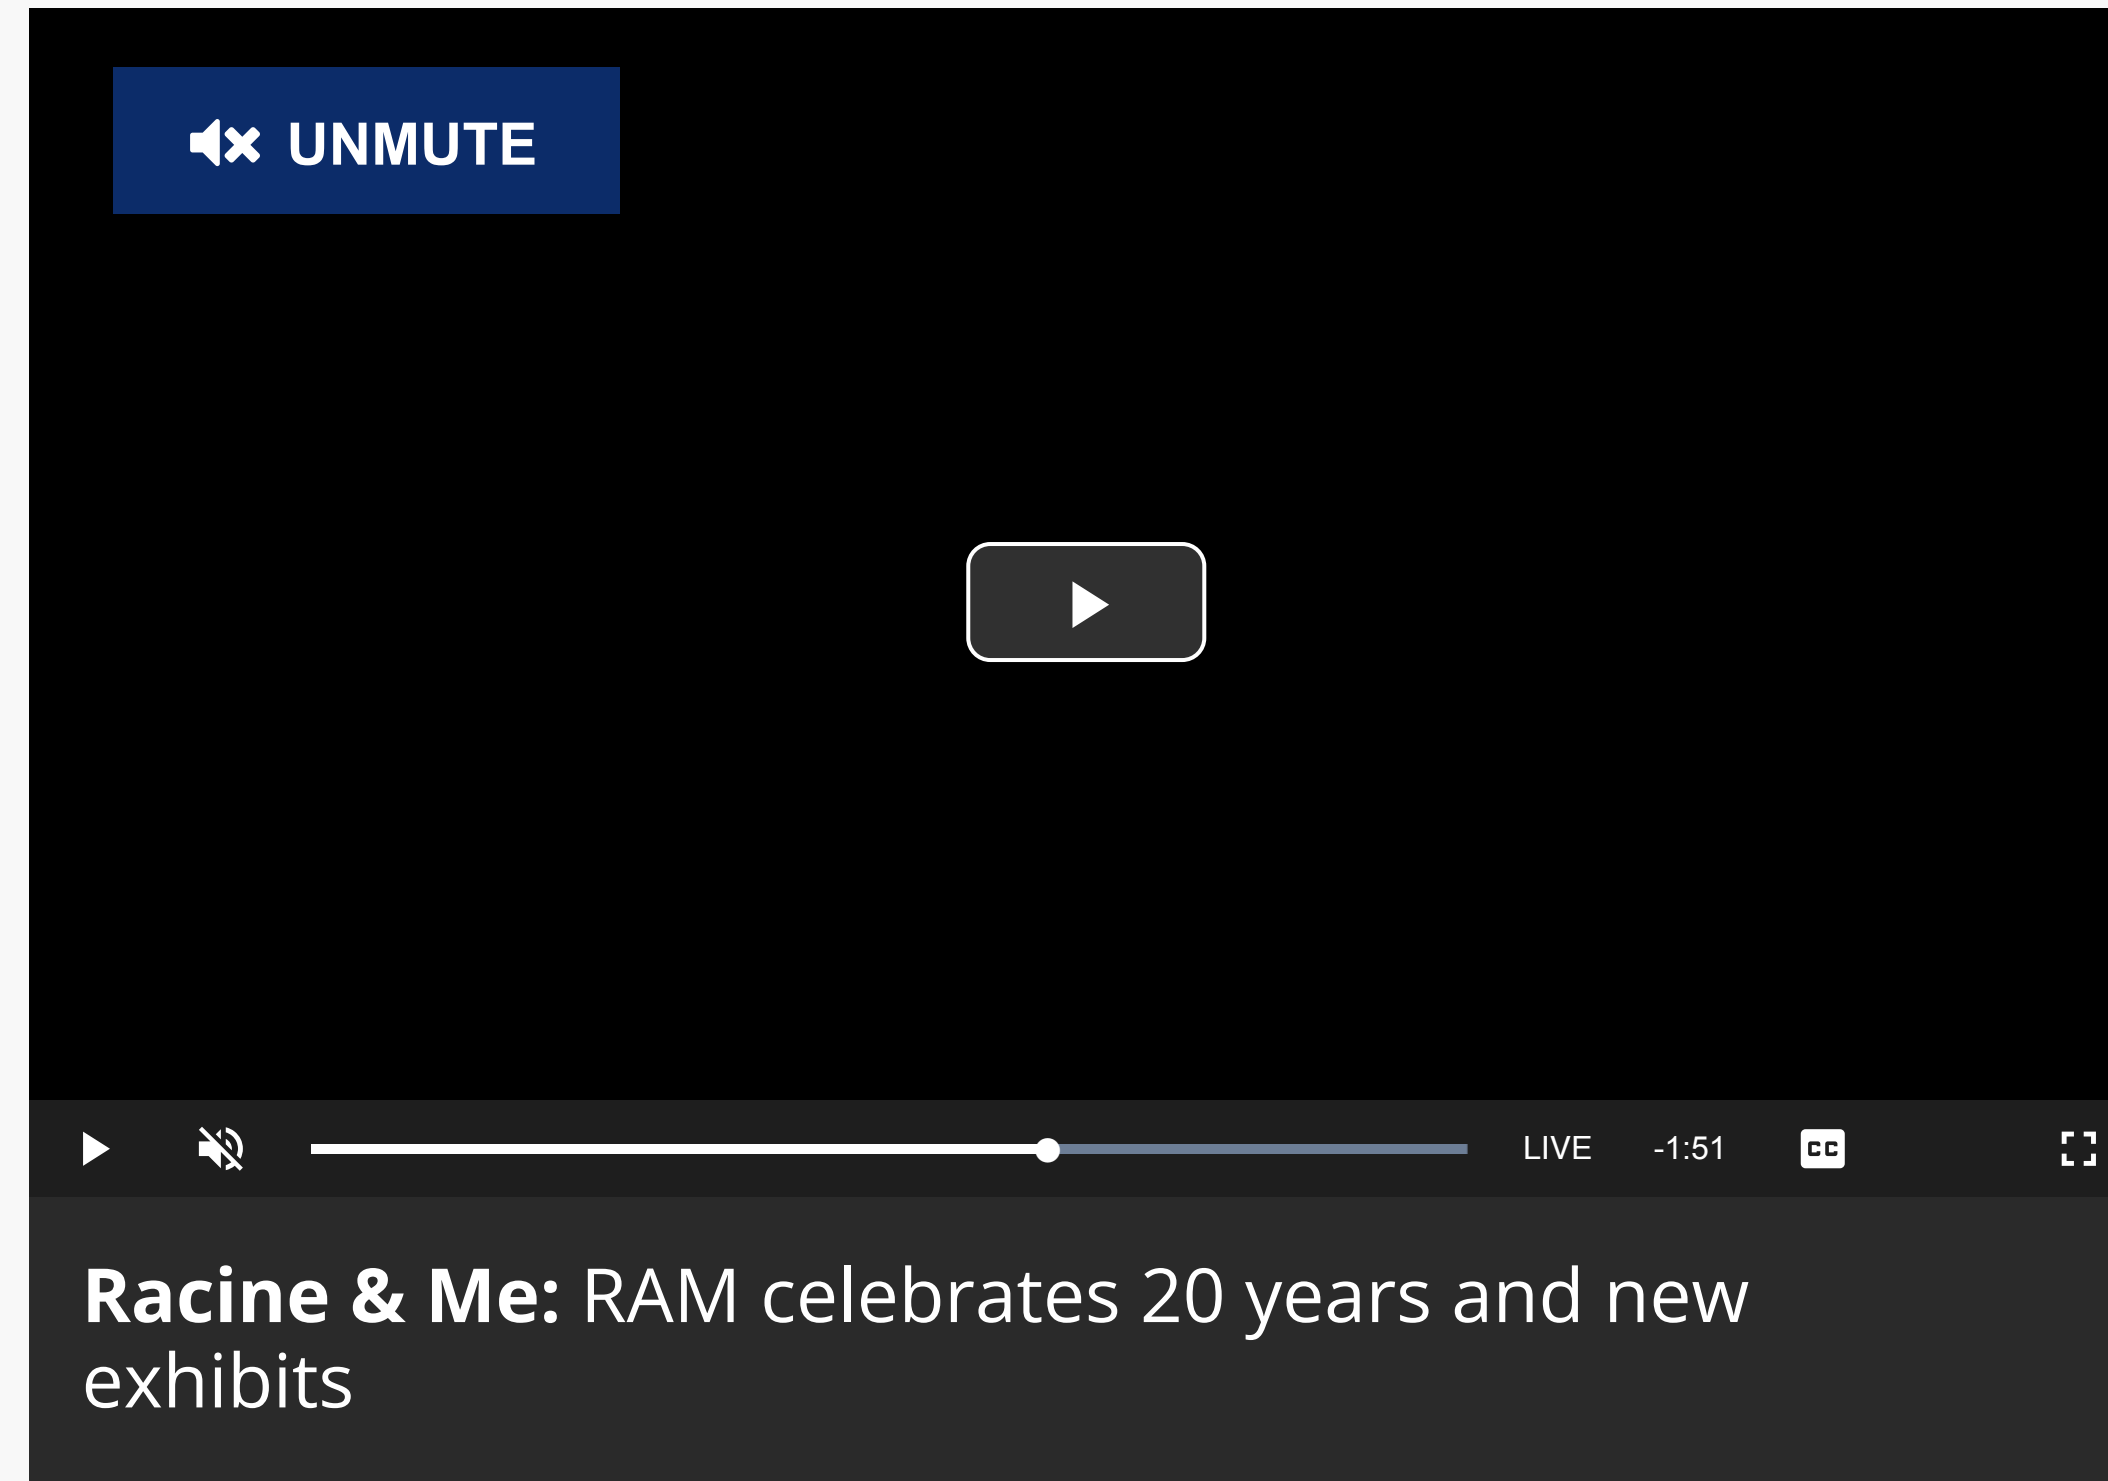 UNMUTE
LIVE -1:51 CC
Racine & Me: RAM celebrates 20 years and new
exhibits